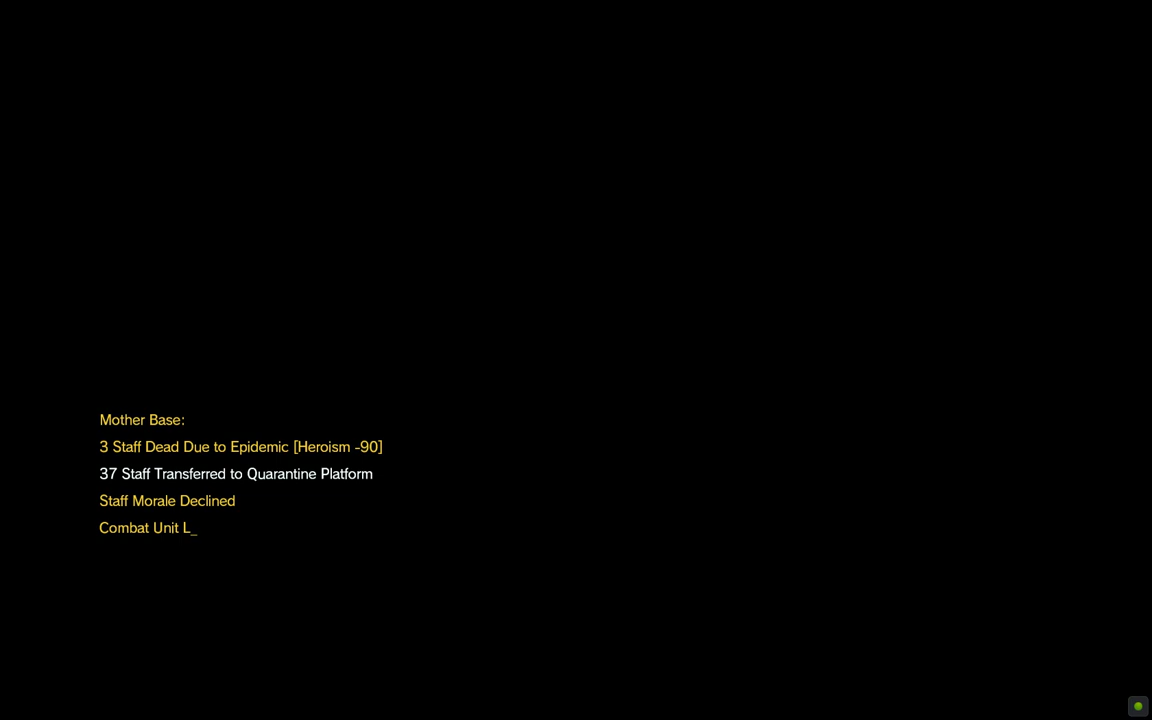 Mother Base:
3 Staff Dead Due to Epidemic [Heroism -90]
37 Staff Transferred to Quarantine Platform
Staff Morale Declined
Combat Unit L_